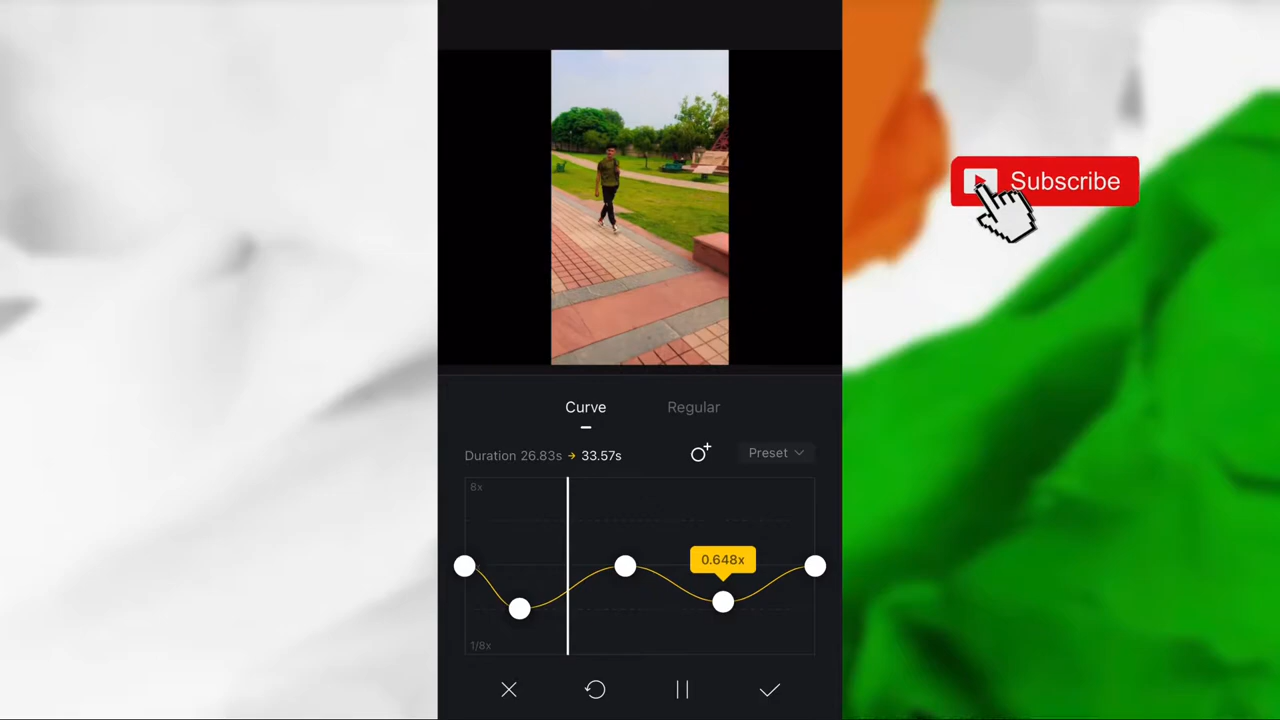 Subscribe
Curve Regular
Duration 26.83s → 33.57s Preset
8x
0.648x
1/8x